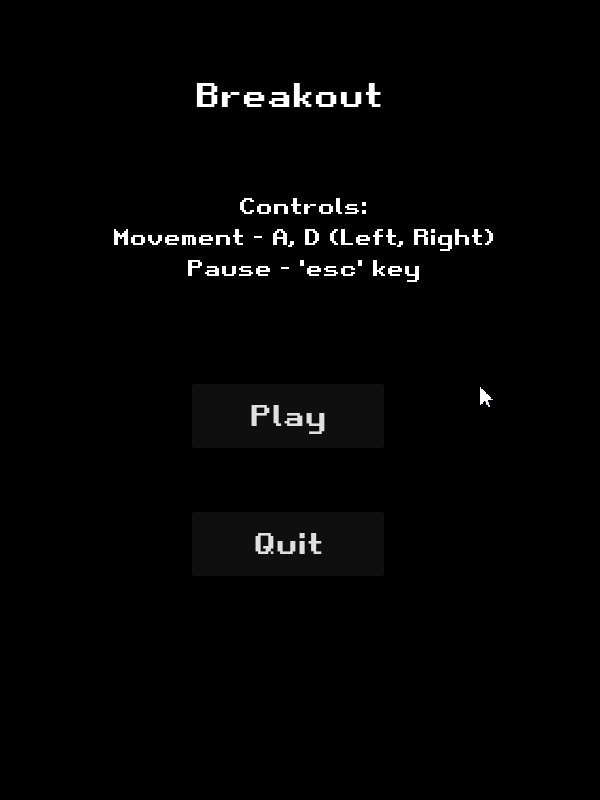 Breakout
Controls:
Movement - A, D (Left, Right)
Pause - 'esc' key
Play
Quit